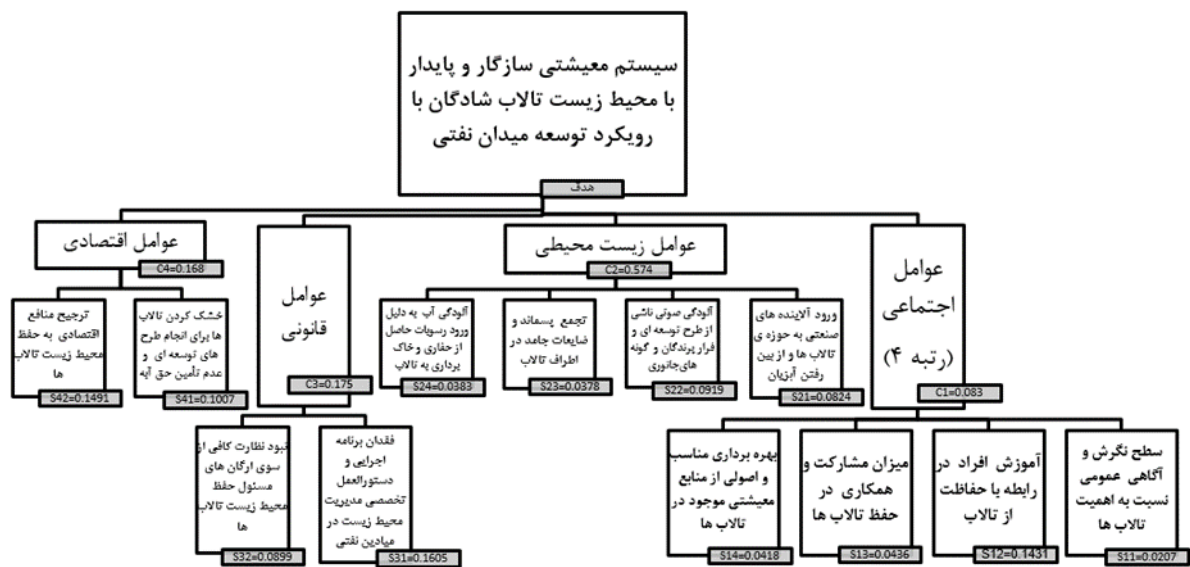 سیستم معیشتی سازگار و پایدار
با محیط زیست تالاب شادگان با
رویکرد توسعه میدان نفتی
هدف
عوامل
اجتماعی
(رتبه ۴)
C1=0.083
سطح نگرش و
آگاهی عمومی
نسبت به اهمیت
تالاب ها
S11=0.0207
آموزش افراد در
رابطه با حفاظت
از تالاب
S12=0.1431
میزان مشارکت و
همکاری در
حفظ تالاب ها
S13=0.0436
بهره برداری مناسب
و اصولی از منابع
معیشتی موجود در
تالاب ها
S14=0.0418
عوامل زیست محیطی
C2=0.574
ورود آلاینده های
صنعتی به حوزه ی
تالاب ها و از بین
رفتن آبزیان
S21=0.0824
آلودگی صوتی ناشی
از طرح توسعه ای و
فرار پرندگان و گونه
های‌جانوری
S22=0.0919
تجمع پسماند و
ضایعات جامد در
اطراف تالاب
S23=0.0378
آلودگی آب به دلیل
ورود رسوبات حاصل
از حفاری و خاک
برداری به تالاب
S24=0.0383
عوامل
قانونی
C3=0.175
فقدان برنامه
اجرایی و
دستورالعمل
تخصصی مدیریت
محیط زیست در
میادین نفتی
S31=0.1605
نبود نظارت کافی از
سوی ارگان های
مسئول حفظ
محیط زیست تالاب
ها
S32=0.0899
عوامل اقتصادی
C4=0.168
خشک کردن تالاب
ها برای انجام طرح
های توسعه ای و
عدم تأمین حق آبه
S41=0.1007
ترجیح منافع
اقتصادی به حفظ
محیط زیست تالاب
ها
S42=0.1491